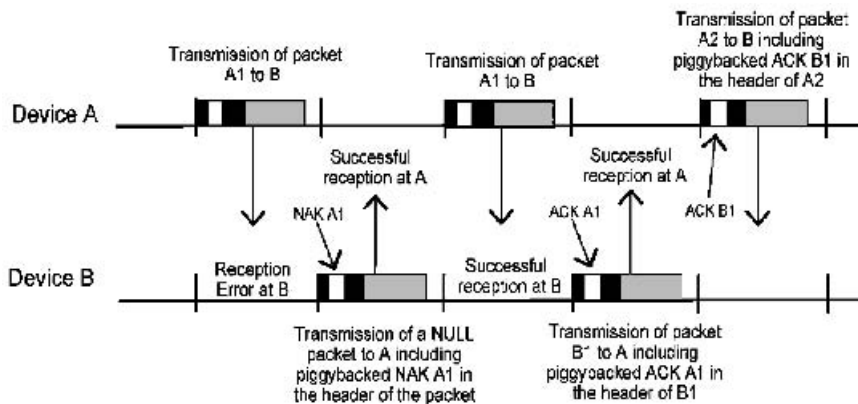 Transmission of packet
A1 to B
Transmission of packet
A1 to B
Transmission of packet
A2 to B including
piggybacked ACK B1 in
the header of A2
Device A
Successful
reception at A
Successful
reception at A
NAK A1
ACK A1
ACK B1
Device B
Reception
Error at B
Successful
reception at B
Transmission of a NULL
packet to A including
piggybacked NAK A1 in
the header of the packet
Transmission of packet
B1 to A including
piggybacked ACK A1 in
the header of B1